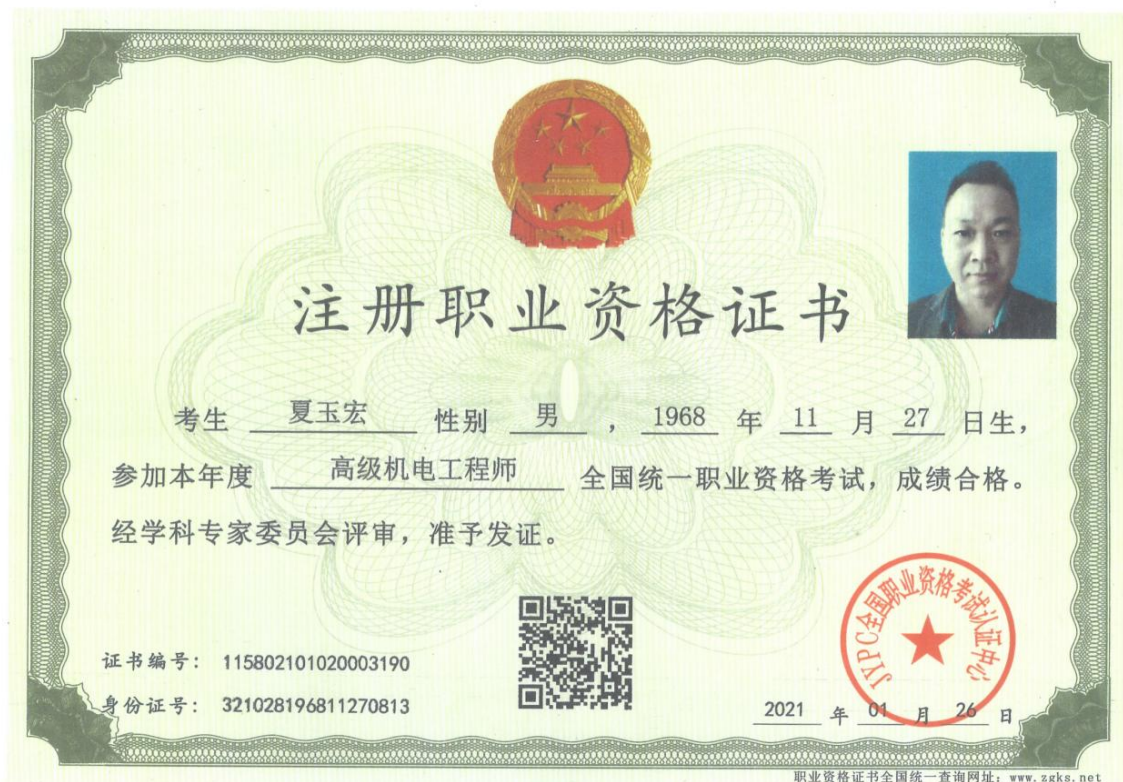 注册职业资格证书
考生 夏玉宏 性别 男 , 1968 年 11 月 27 日生,
参加本年度 高级机电工程师 全国统一职业资格考试, 成绩合格。
经学科专家委员会评审, 准予发证。
JYPC全国职业资格考试认证中心
证书编号: 115802101020003190
身份证号: 321028196811270813
2021 年 01 月 26 日
职业资格证书全国统一查询网址: www.zgks.net